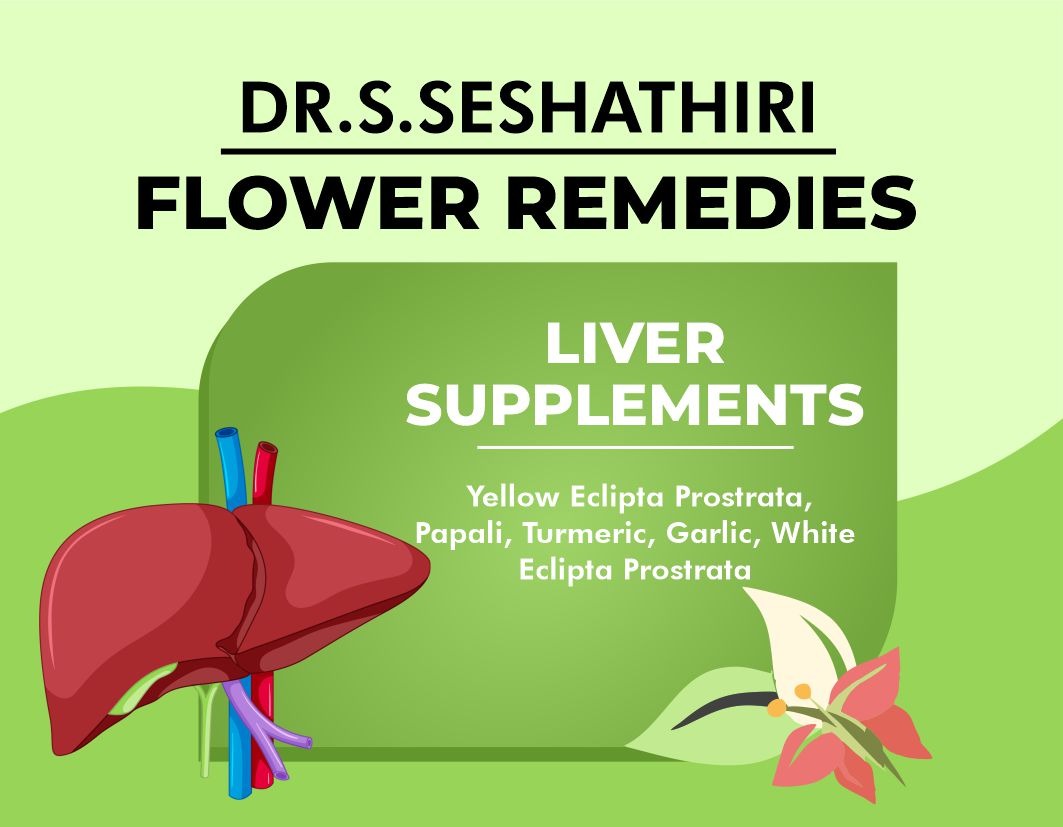 DR.S.SESHATHIRI
FLOWER REMEDIES
LIVER
SUPPLEMENTS
Yellow Eclipta Prostrata,
Papali, Turmeric, Garlic, White
Eclipta Prostrata